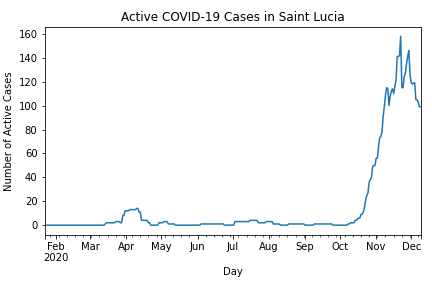 Active COVID-19 Cases in Saint Lucia
Number of Active Cases
160
140
120
100
80
60
40
20
0
Feb Mar Apr May Jun Jul Aug Sep Oct Nov Dec
2020
Day